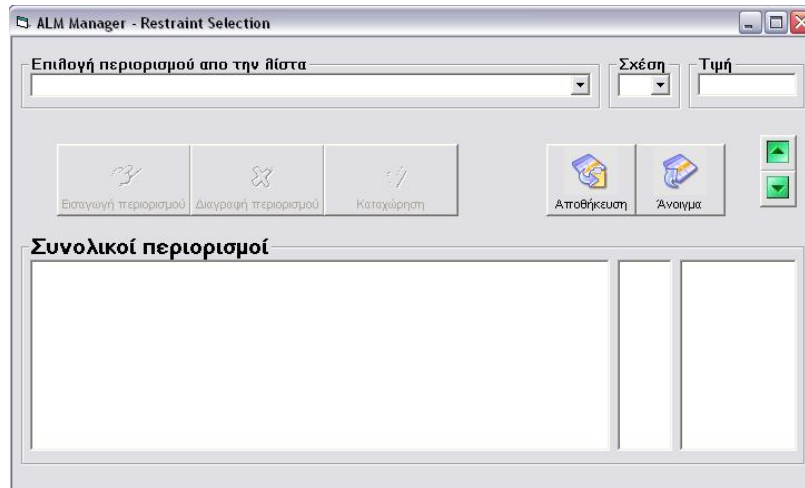 ALM Manager - Restraint Selection
Επιλογή περιορισμού απο την λίστα
Σχέση
Τιμή
Εισαγωγή περιορισμού
Διαγραφή περιορισμού
Καταχώρηση
Αποθήκευση
Άνοιγμα
Συνολικοί περιορισμοί